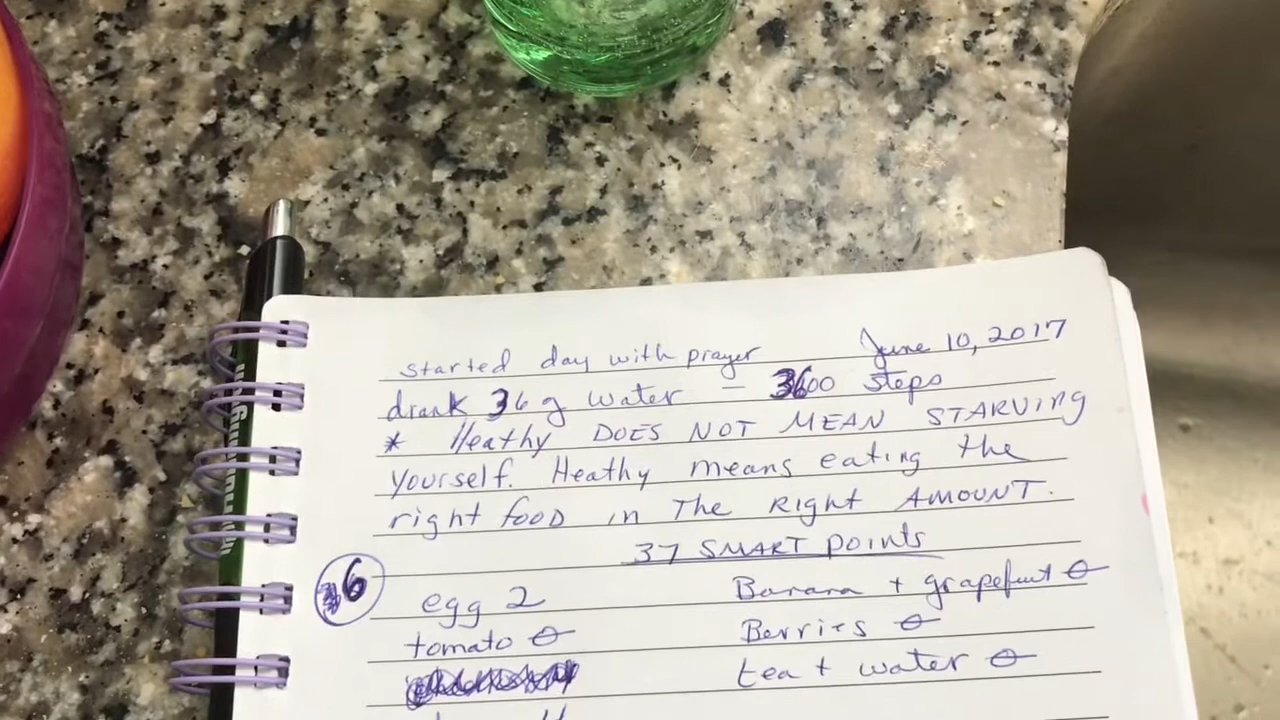 started day with prayer June 10, 2017
drank 36 g water - 3600 steps
* Heathy DOES NOT MEAN STARVING
yourself. Heathy means eating the
right FOOD in THE RIGHT AMOUNT.
37 SMART POINTS
6 egg 2 Banana + grapefruit 0
tomato 0 Berries 0
tea + water 0